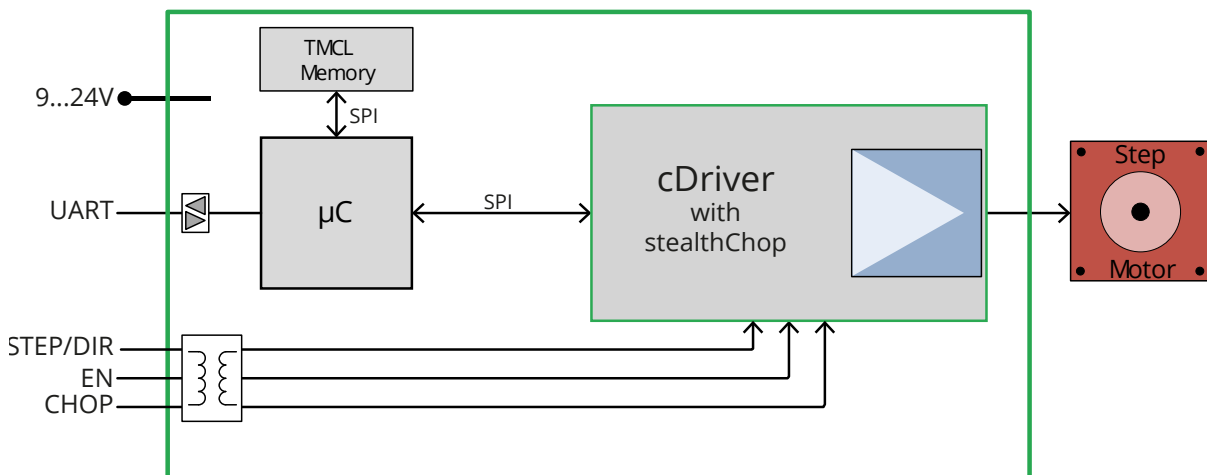 TMCL
Memory
9...24V
SPI
UART
µC
SPI
cDriver
with
stealthChop
Step
Motor
STEP/DIR
EN
CHOP